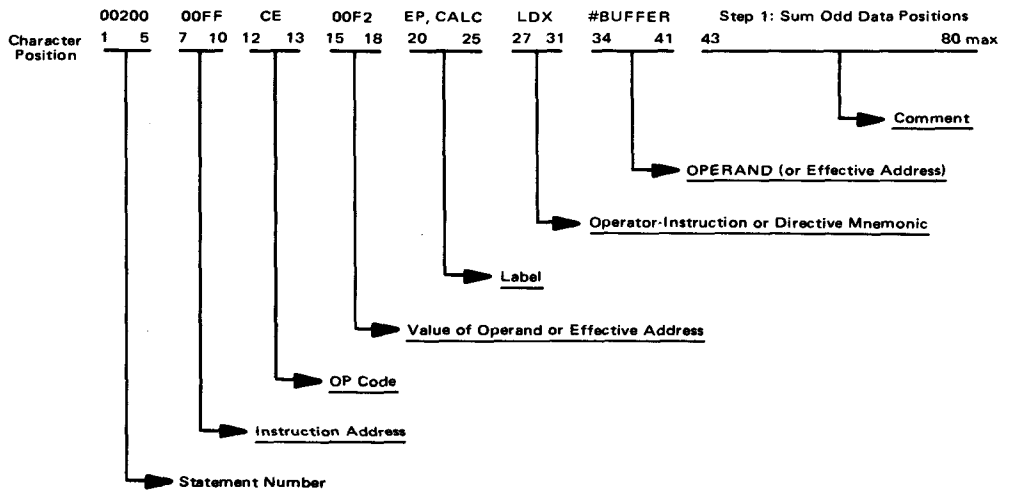 00200 00FF CE 00F2 EP, CALC LDX #BUFFER Step 1: Sum Odd Data Positions
Character Position 1 5 7 10 12 13 15 18 20 25 27 31 34 41 43 80 max
Comment
OPERAND (or Effective Address)
Operator-Instruction or Directive Mnemonic
Label
Value of Operand or Effective Address
OP Code
Instruction Address
Statement Number